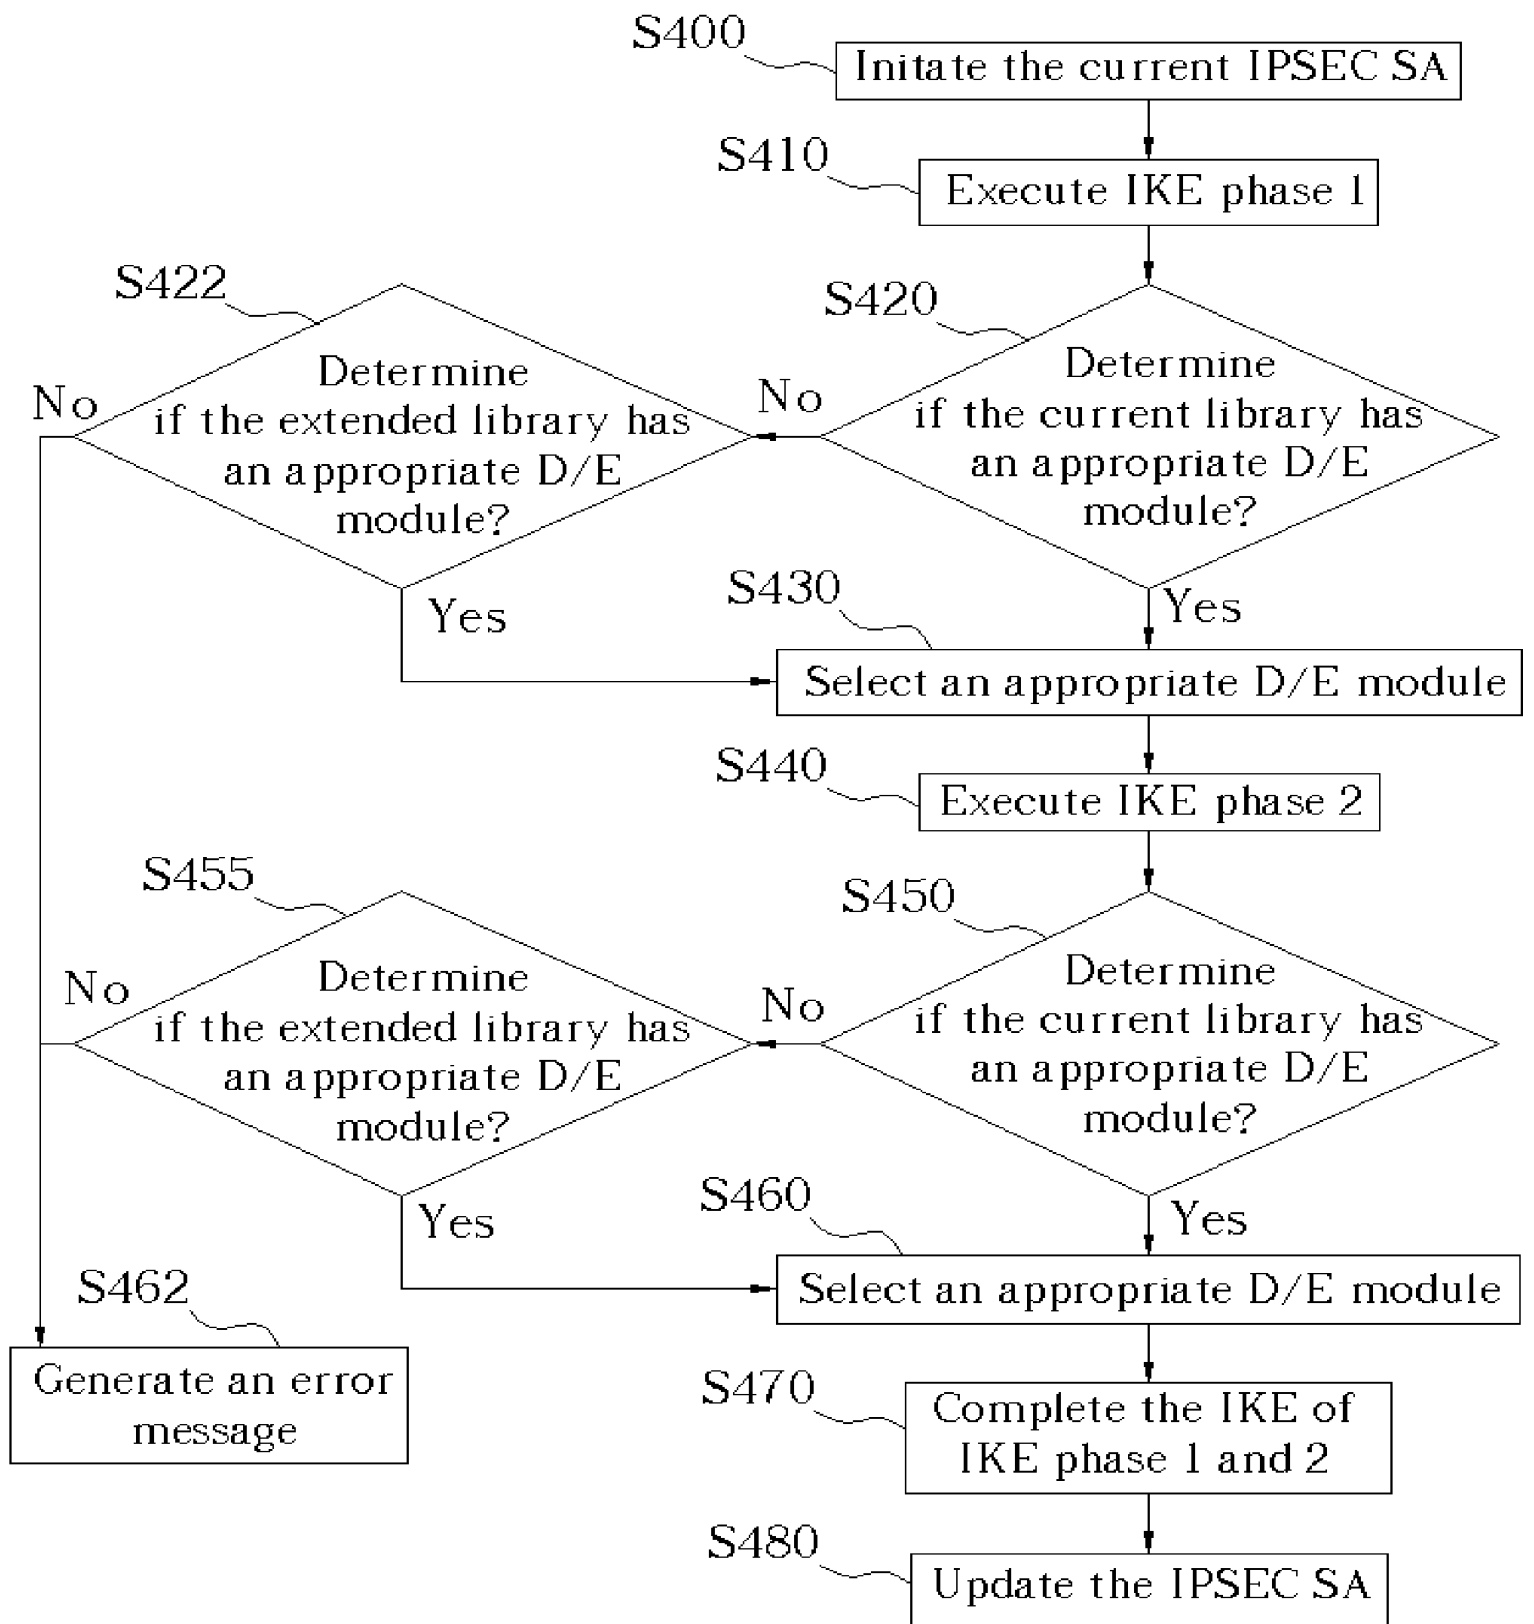 S400
Initate the current IPSEC SA
S410
Execute IKE phase 1
S422
S420
Determine
if the extended library has
an appropriate D/E
module?
Determine
if the current library has
an appropriate D/E
module?
No
No
Yes
Yes
S430
Select an appropriate D/E module
S440
Execute IKE phase 2
S455
S450
Determine
if the extended library has
an appropriate D/E
module?
Determine
if the current library has
an appropriate D/E
module?
No
No
Yes
Yes
S460
Select an appropriate D/E module
S462
Generate an error
message
S470
Complete the IKE of
IKE phase 1 and 2
S480
Update the IPSEC SA